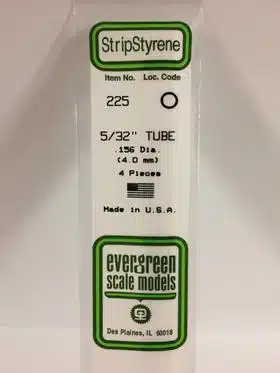 StripStyrene
Item No. Loc. Code
225
5/32" TUBE
.156 Dia.
(4.0 mm)
4 Pieces
Made in U.S.A.
evergreen
scale models
Des Plaines, IL 60018